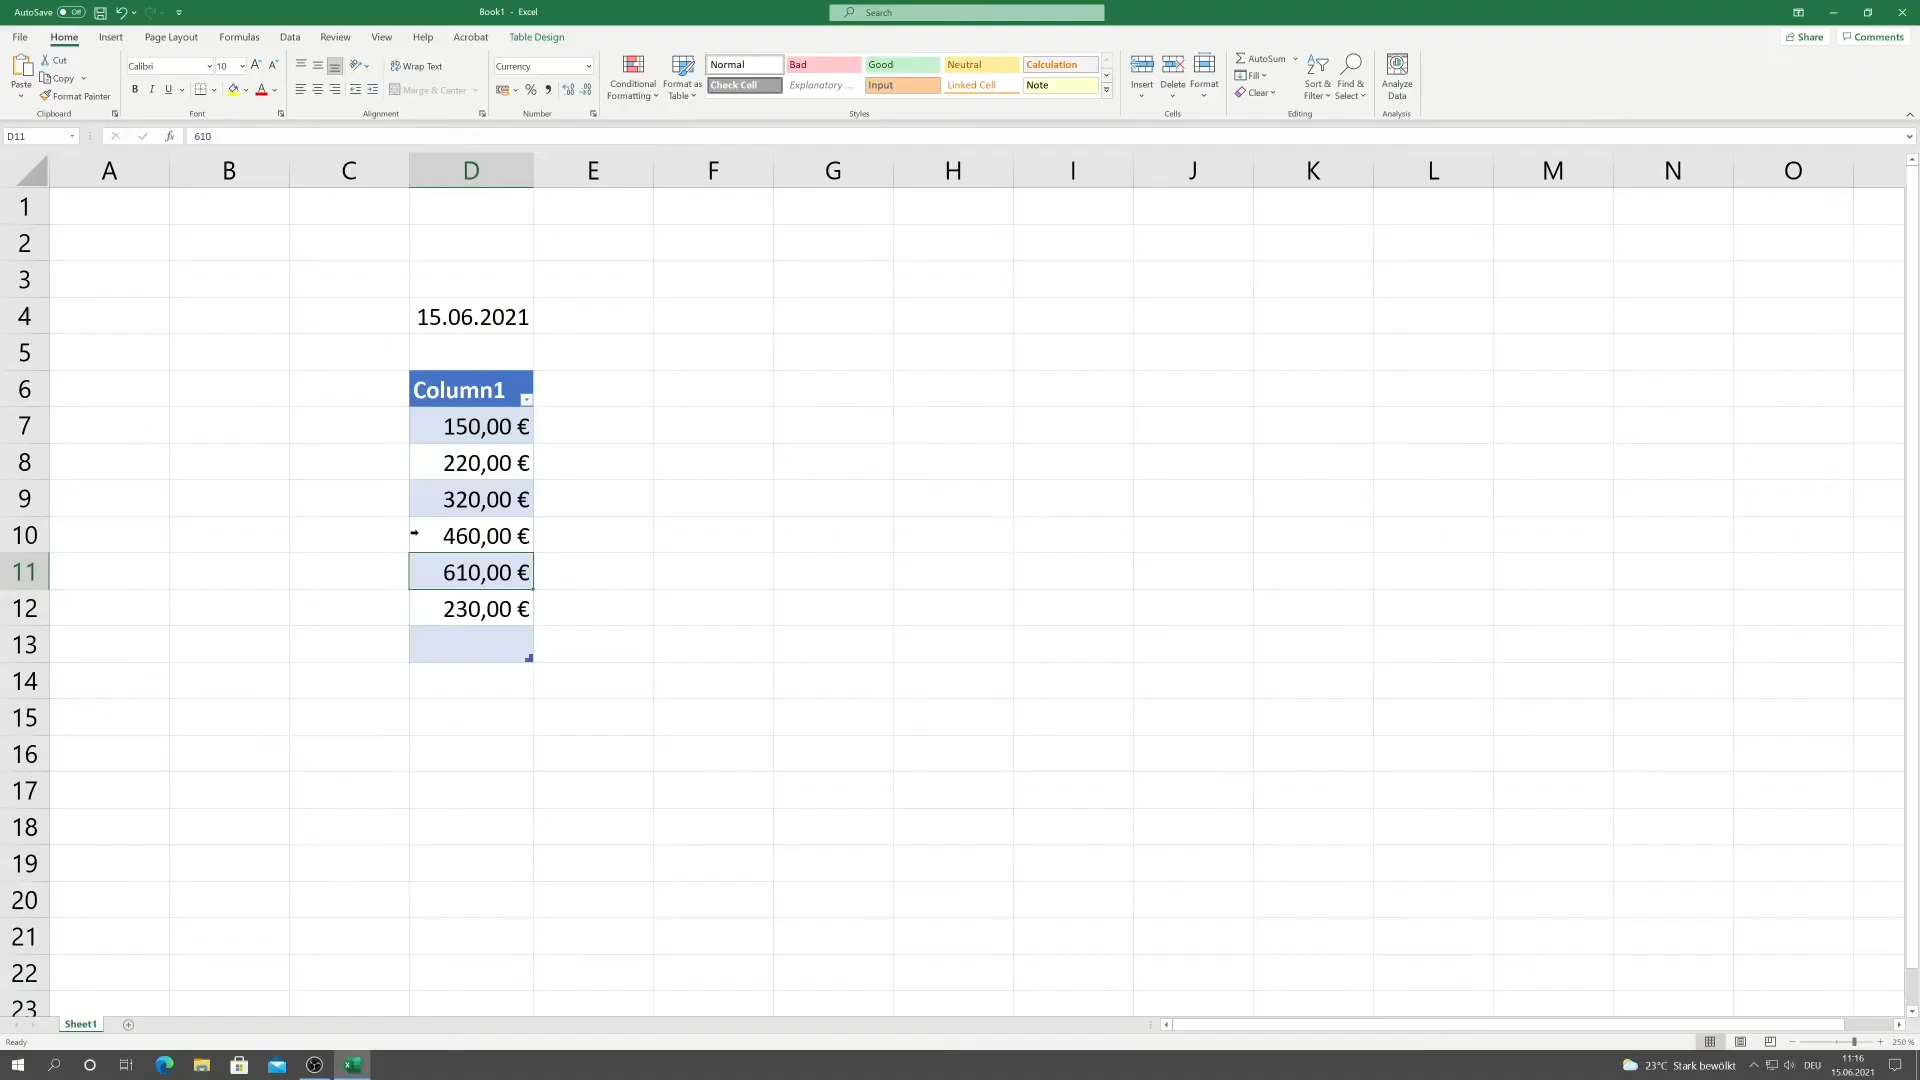 AutoSave Off Book1 - Excel Search
File Home Insert Page Layout Formulas Data Review View Help Acrobat Table Design Share Comments
Paste Cut Copy Format Painter Clipboard
Calibri 10 B I U Font
Wrap Text Merge & Center Alignment
Currency % Number
Conditional Formatting Format as Table
Normal Bad Good Neutral Calculation
Check Cell Explanatory ... Input Linked Cell Note
Styles
Insert Delete Format Cells
AutoSum Fill Clear Sort & Filter Find & Select Editing
Analyze Data Analysis
D11 fx 610
A B C D E F G H I J K L M N O
1
2
3
4 15.06.2021
5
6 Column1
7 150,00 €
8 220,00 €
9 320,00 €
10 460,00 €
11 610,00 €
12 230,00 €
13
14
15
16
17
18
19
20
21
22
23
Sheet1
Ready 250 %
23°C Stark bewölkt DEU 11:16
15.06.2021